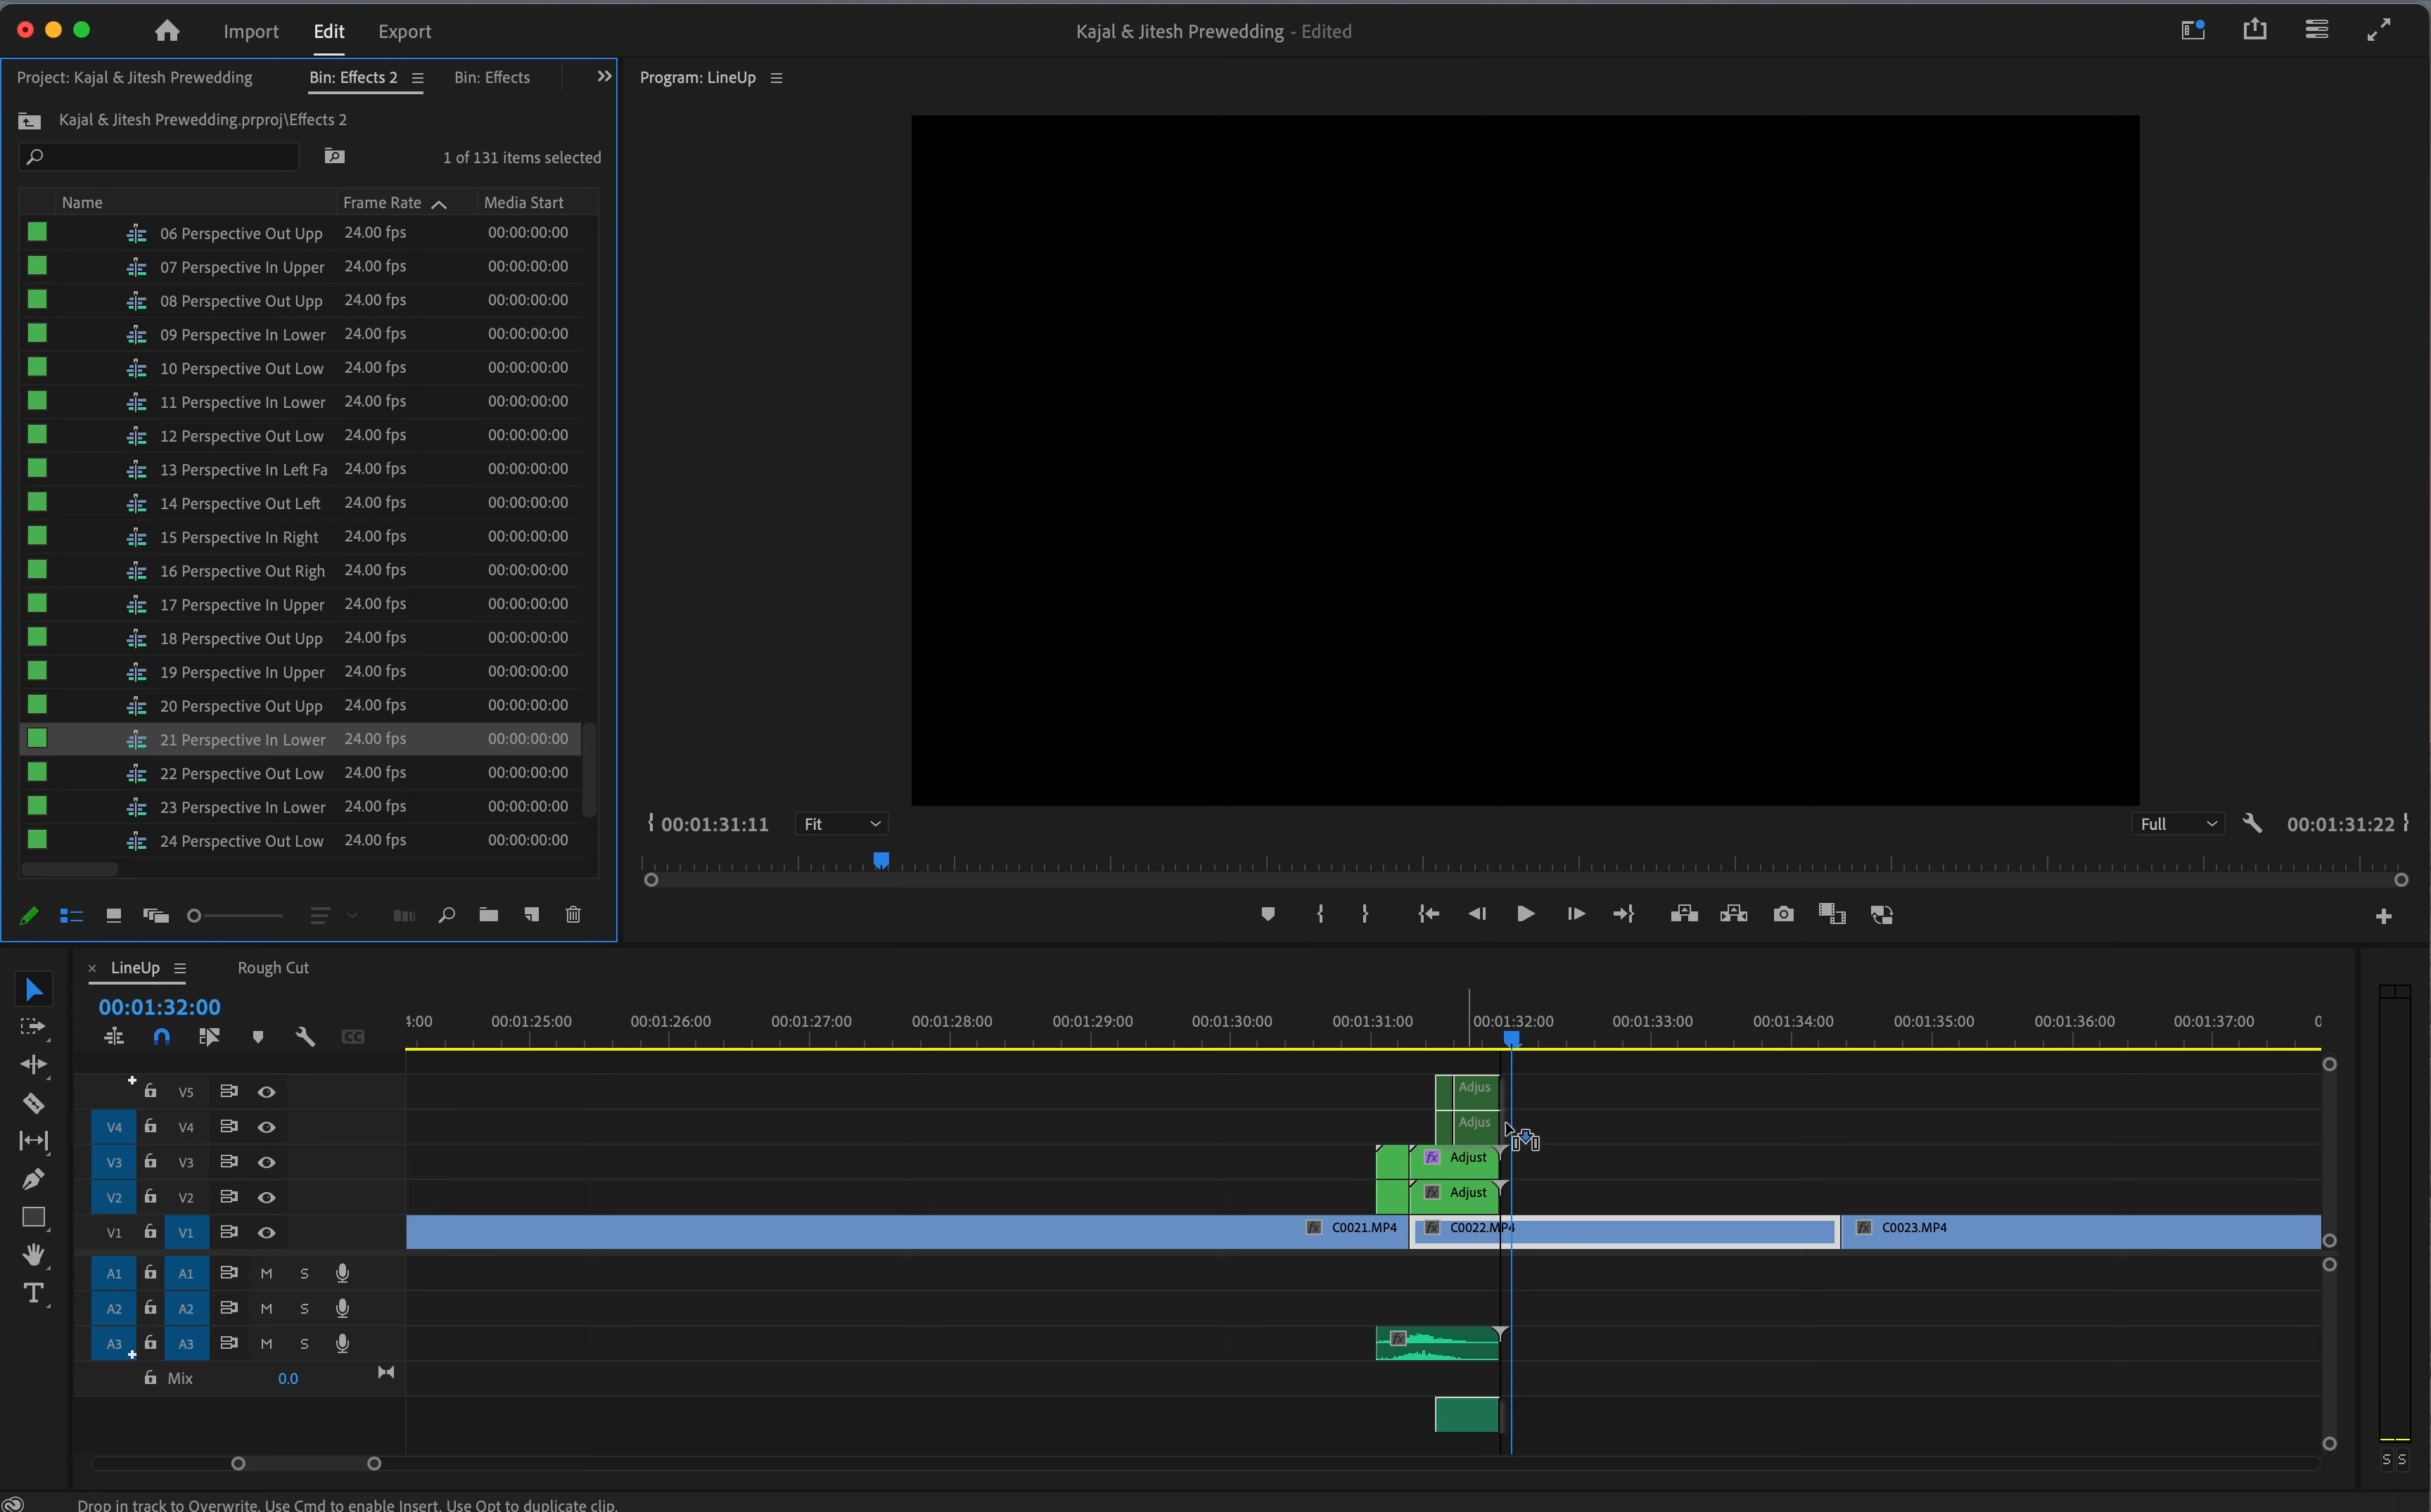 Import Edit Export
Kajal & Jitesh Prewedding - Edited
Project: Kajal & Jitesh Prewedding Bin: Effects 2 Bin: Effects
Program: LineUp
Kajal & Jitesh Prewedding.prproj\Effects 2
1 of 131 items selected
Name Frame Rate Media Start
06 Perspective Out Upp 24.00 fps 00:00:00:00
07 Perspective In Upper 24.00 fps 00:00:00:00
08 Perspective Out Upp 24.00 fps 00:00:00:00
09 Perspective In Lower 24.00 fps 00:00:00:00
10 Perspective Out Low 24.00 fps 00:00:00:00
11 Perspective In Lower 24.00 fps 00:00:00:00
12 Perspective Out Low 24.00 fps 00:00:00:00
13 Perspective In Left Fa 24.00 fps 00:00:00:00
14 Perspective Out Left 24.00 fps 00:00:00:00
15 Perspective In Right 24.00 fps 00:00:00:00
16 Perspective Out Righ 24.00 fps 00:00:00:00
17 Perspective In Upper 24.00 fps 00:00:00:00
18 Perspective Out Upp 24.00 fps 00:00:00:00
19 Perspective In Upper 24.00 fps 00:00:00:00
20 Perspective Out Upp 24.00 fps 00:00:00:00
21 Perspective In Lower 24.00 fps 00:00:00:00
22 Perspective Out Low 24.00 fps 00:00:00:00
23 Perspective In Lower 24.00 fps 00:00:00:00
24 Perspective Out Low 24.00 fps 00:00:00:00
00:01:31:11 Fit Full 00:01:31:22
LineUp Rough Cut
00:01:32:00
:00 00:01:25:00 00:01:26:00 00:01:27:00 00:01:28:00 00:01:29:00 00:01:30:00 00:01:31:00 00:01:32:00 00:01:33:00 00:01:34:00 00:01:35:00 00:01:36:00 00:01:37:00 0
CC
V5 Adjus
V4 V4 Adjus
V3 V3 fx Adjust
V2 V2 fx Adjust
V1 V1 fx C0021.MP4 fx C0022.MP4 fx C0023.MP4
A1 A1 M S
A2 A2 M S
A3 A3 M S fx
Mix 0.0
S S
Drop in track to Overwrite. Use Cmd to enable Insert. Use Opt to duplicate clip.